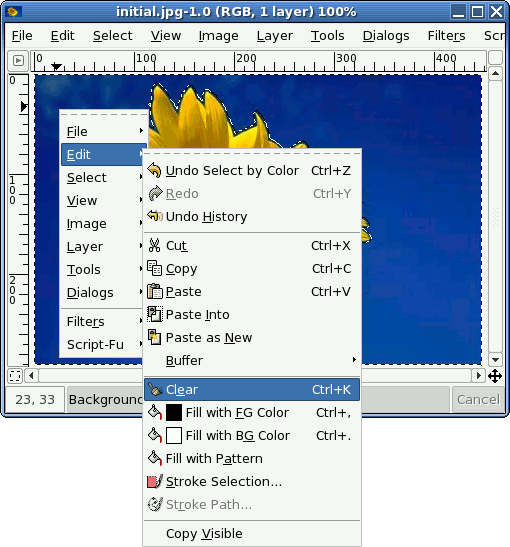 initial.jpg-1.0 (RGB, 1 layer) 100%
File Edit Select View Image Layer Tools Dialogs Filters Scr
0 100 200 300 400
0
100
200
File
Edit
Select
View
Image
Layer
Tools
Dialogs
Filters
Script-Fu
Undo Select by Color Ctrl+Z
Redo Ctrl+Y
Undo History
Cut Ctrl+X
Copy Ctrl+C
Paste Ctrl+V
Paste Into
Paste as New
Buffer
Clear Ctrl+K
Fill with FG Color Ctrl+,
Fill with BG Color Ctrl+.
Fill with Pattern
Stroke Selection...
Stroke Path...
Copy Visible
23, 33 Background Cancel